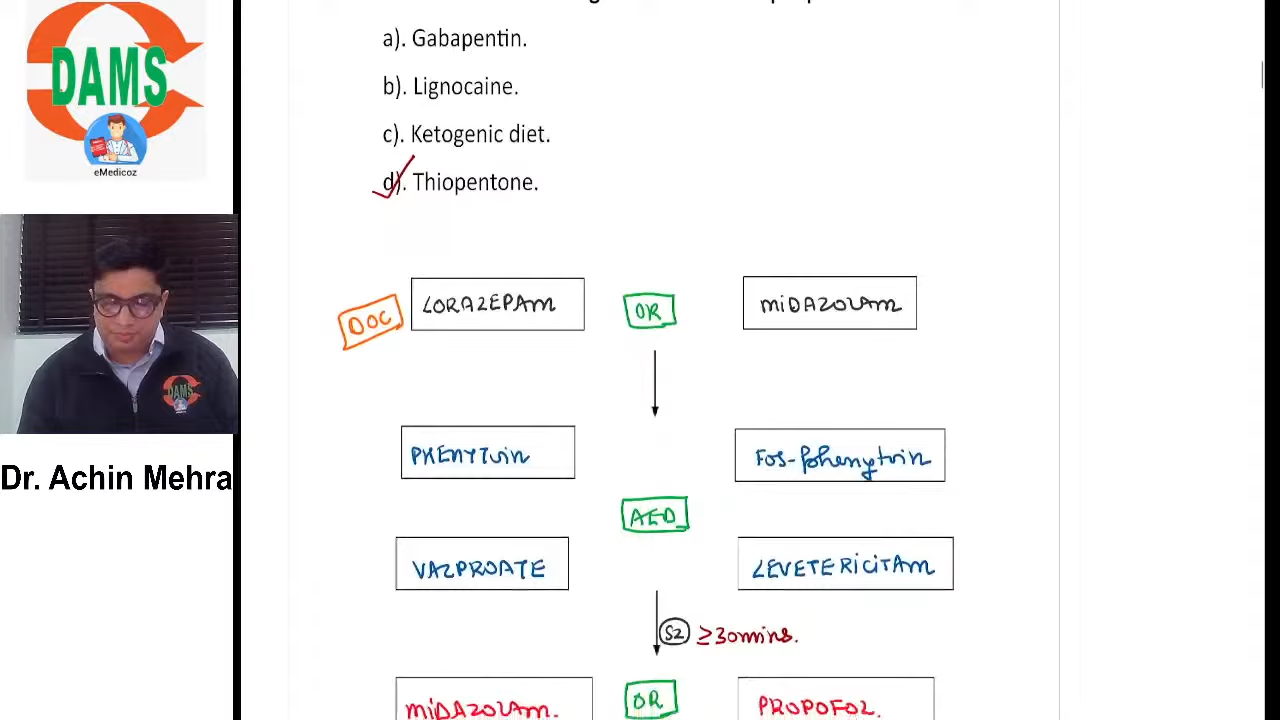 DAMS
eMedicoz
a). Gabapentin.
b). Lignocaine.
c). Ketogenic diet.
d). Thiopentone.
DOC
LORAZEPAM
OR
MIDAZOLAM
PHENYTOIN
FOS-Phenytoin
AED
VALPROATE
LEVETERICITAM
SZ ≥30mins.
MIDAZOLAM.
OR
PROPOFOL.
DAMS
Dr. Achin Mehra